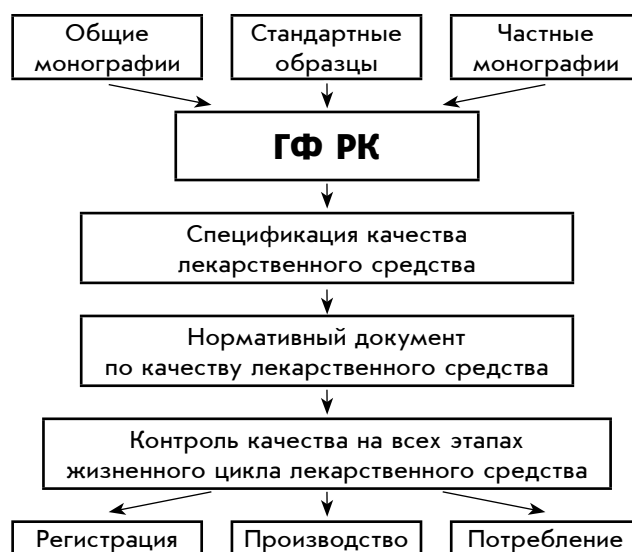 Общие
монографии
Стандартные
образцы
Частные
монографии
ГФ РК
Спецификация качества
лекарственного средства
Нормативный документ
по качеству лекарственного средства
Контроль качества на всех этапах
жизненного цикла лекарственного средства
Регистрация
Производство
Потребление